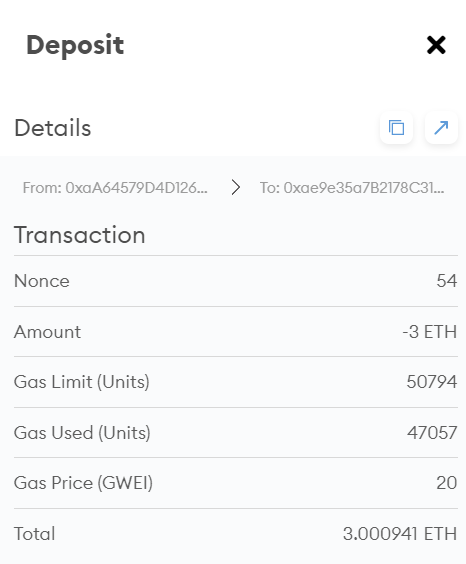 Deposit
Details
From: 0xaA64579D4D126... To: 0xae9e35a7B2178C31...
Transaction
Nonce 54
Amount -3 ETH
Gas Limit (Units) 50794
Gas Used (Units) 47057
Gas Price (GWEI) 20
Total 3.000941 ETH